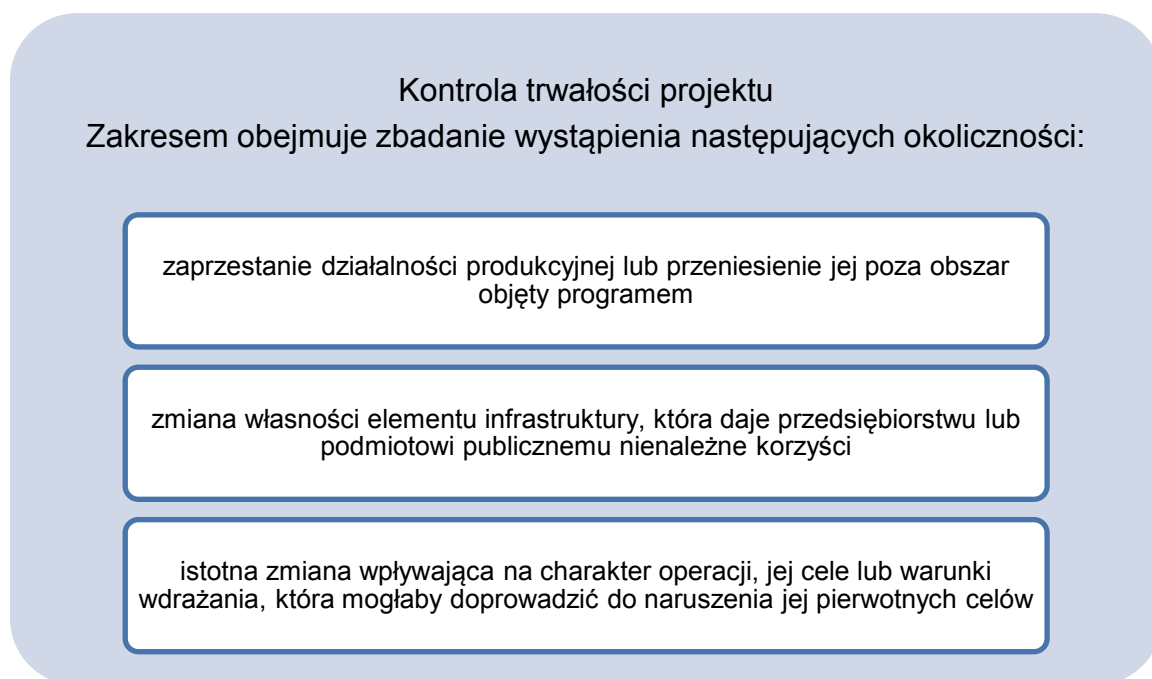 Kontrola trwałości projektu
Zakresem obejmuje zbadanie wystąpienia następujących okoliczności:
zaprzestanie działalności produkcyjnej lub przeniesienie jej poza obszar
objęty programem
zmiana własności elementu infrastruktury, która daje przedsiębiorstwu lub
podmiotowi publicznemu nienależne korzyści
istotna zmiana wpływająca na charakter operacji, jej cele lub warunki
wdrażania, która mogłaby doprowadzić do naruszenia jej pierwotnych celów